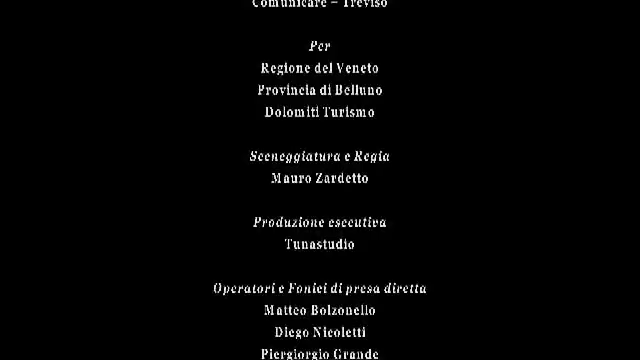 Comunicare – Treviso
Per
Regione del Veneto
Provincia di Belluno
Dolomiti Turismo
Sceneggiatura e Regia
Mauro Zardetto
Produzione esecutiva
Tunastudio
Operatori e Fonici di presa diretta
Matteo Bolzonello
Diego Nicoletti
Piergiorgio Grande